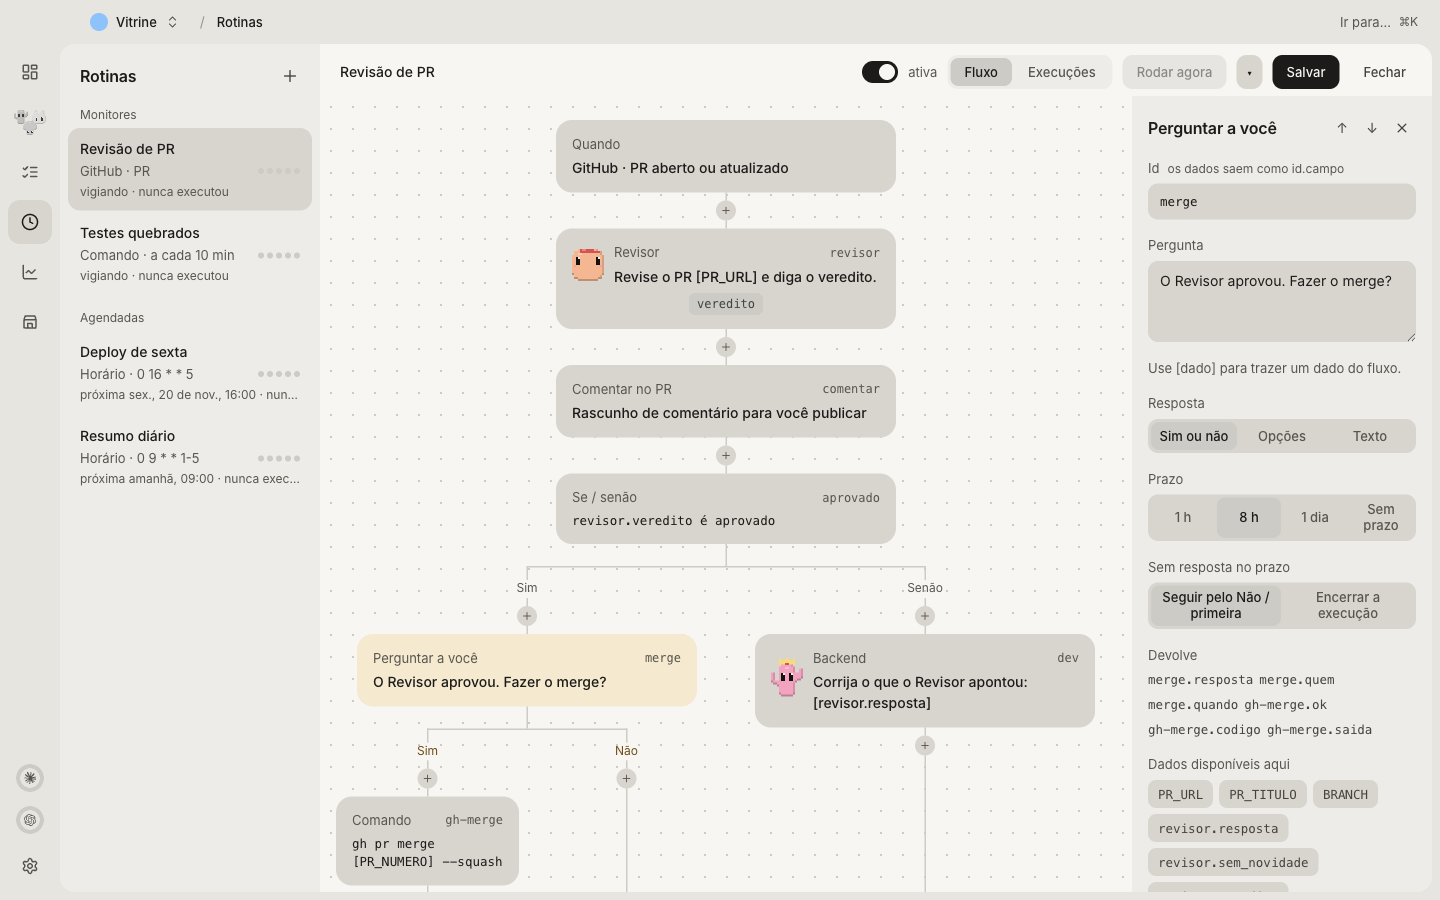 Vitrine / Rotinas
Ir para... ⌘K
Rotinas
Monitores
Revisão de PR
GitHub · PR
vigiando · nunca executou
Testes quebrados
Comando · a cada 10 min
vigiando · nunca executou
Agendadas
Deploy de sexta
Horário · 0 16 * * 5
próxima sex., 20 de nov., 16:00 · nun...
Resumo diário
Horário · 0 9 * * 1-5
próxima amanhã, 09:00 · nunca exec...
Revisão de PR
ativa
Fluxo
Execuções
Rodar agora
Salvar
Fechar
Quando
GitHub · PR aberto ou atualizado
Revisor revisor
Revise o PR [PR_URL] e diga o veredito.
veredito
Comentar no PR comentar
Rascunho de comentário para você publicar
Se / senão aprovado
revisor.veredito é aprovado
Sim
Senão
Perguntar a você merge
O Revisor aprovou. Fazer o merge?
Backend dev
Corrija o que o Revisor apontou:
[revisor.resposta]
Sim
Não
Comando gh-merge
gh pr merge
[PR_NUMERO] --squash
Perguntar a você
Id os dados saem como id.campo
merge
Pergunta
O Revisor aprovou. Fazer o merge?
Use [dado] para trazer um dado do fluxo.
Resposta
Sim ou não Opções Texto
Prazo
1 h 8 h 1 dia Sem
prazo
Sem resposta no prazo
Seguir pelo Não /
primeira
Encerrar a
execução
Devolve
merge.resposta merge.quem
merge.quando gh-merge.ok
gh-merge.codigo gh-merge.saida
Dados disponíveis aqui
PR_URL PR_TITULO BRANCH
revisor.resposta
revisor.sem_novidade